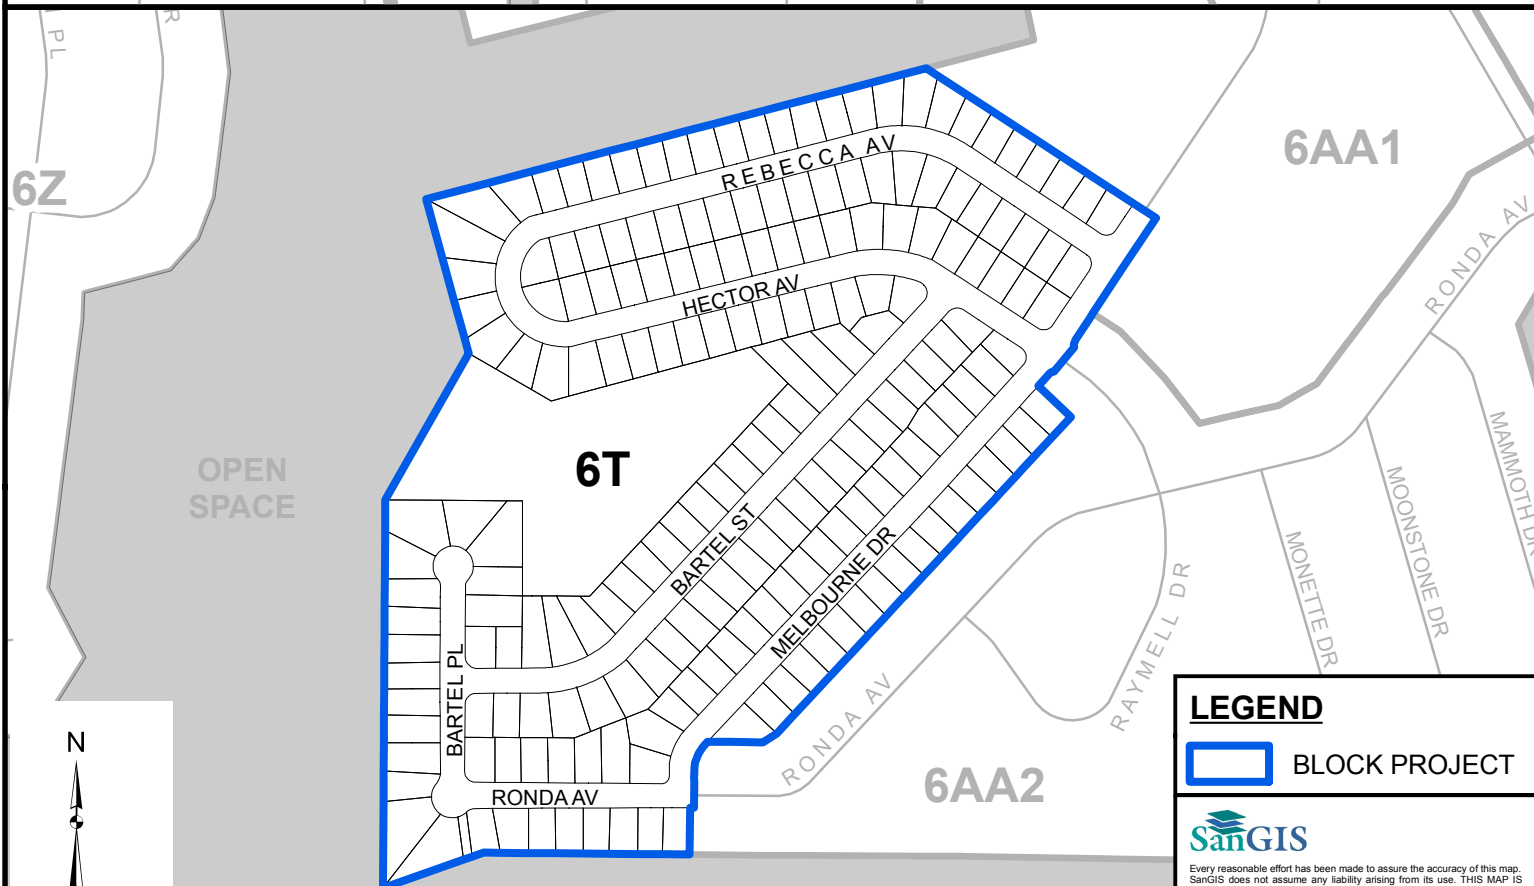 PL
R
6Z
REBECCA AV
6AA1
RONDA AV
HECTOR AV
OPEN
SPACE
6T
MAMMOTH DR
MOONSTONE DR
MONETTE DR
BARTEL ST
MELBOURNE DR
RAYMELL DR
BARTEL PL
RONDA AV
RONDA AV
6AA2
N
LEGEND
BLOCK PROJECT
SanGIS
Every reasonable effort has been made to assure the accuracy of this map.
SanGIS does not assume any liability arising from its use. THIS MAP IS